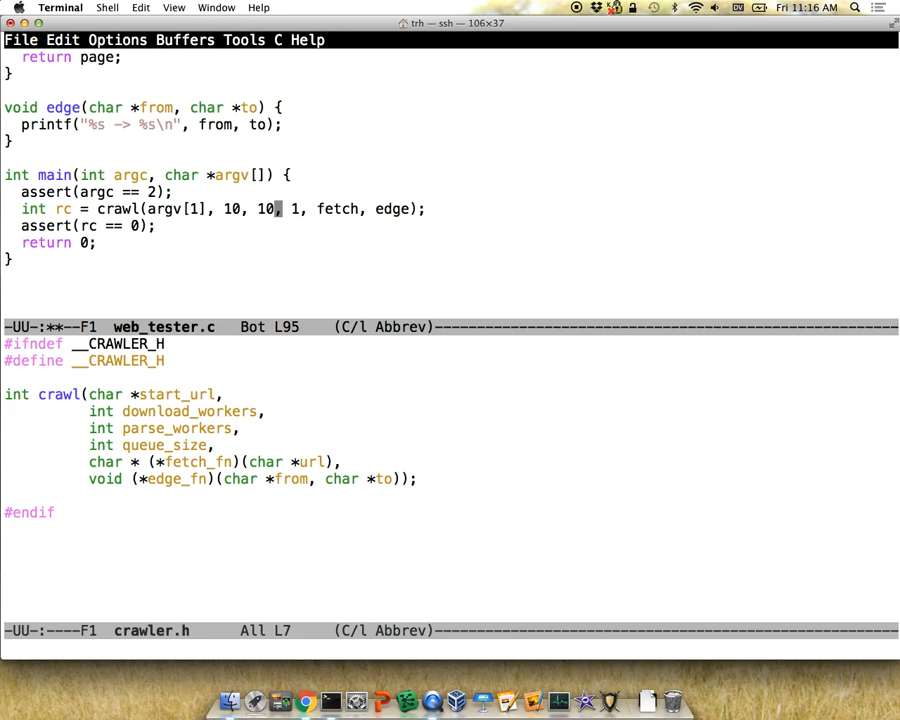 Terminal Shell Edit View Window Help Fri 11:16 AM
trh — ssh — 106×37
File Edit Options Buffers Tools C Help
return page;
}
void edge(char *from, char *to) {
printf("%s -> %s\n", from, to);
}
int main(int argc, char *argv[]) {
assert(argc == 2);
int rc = crawl(argv[1], 10, 10, 1, fetch, edge);
assert(rc == 0);
return 0;
}
-UU-:**--F1 web_tester.c Bot L95 (C/l Abbrev)-------------------------------------------------------
#ifndef __CRAWLER_H
#define __CRAWLER_H
int crawl(char *start_url,
int download_workers,
int parse_workers,
int queue_size,
char * (*fetch_fn)(char *url),
void (*edge_fn)(char *from, char *to));
#endif
-UU-:----F1 crawler.h All L7 (C/l Abbrev)-------------------------------------------------------